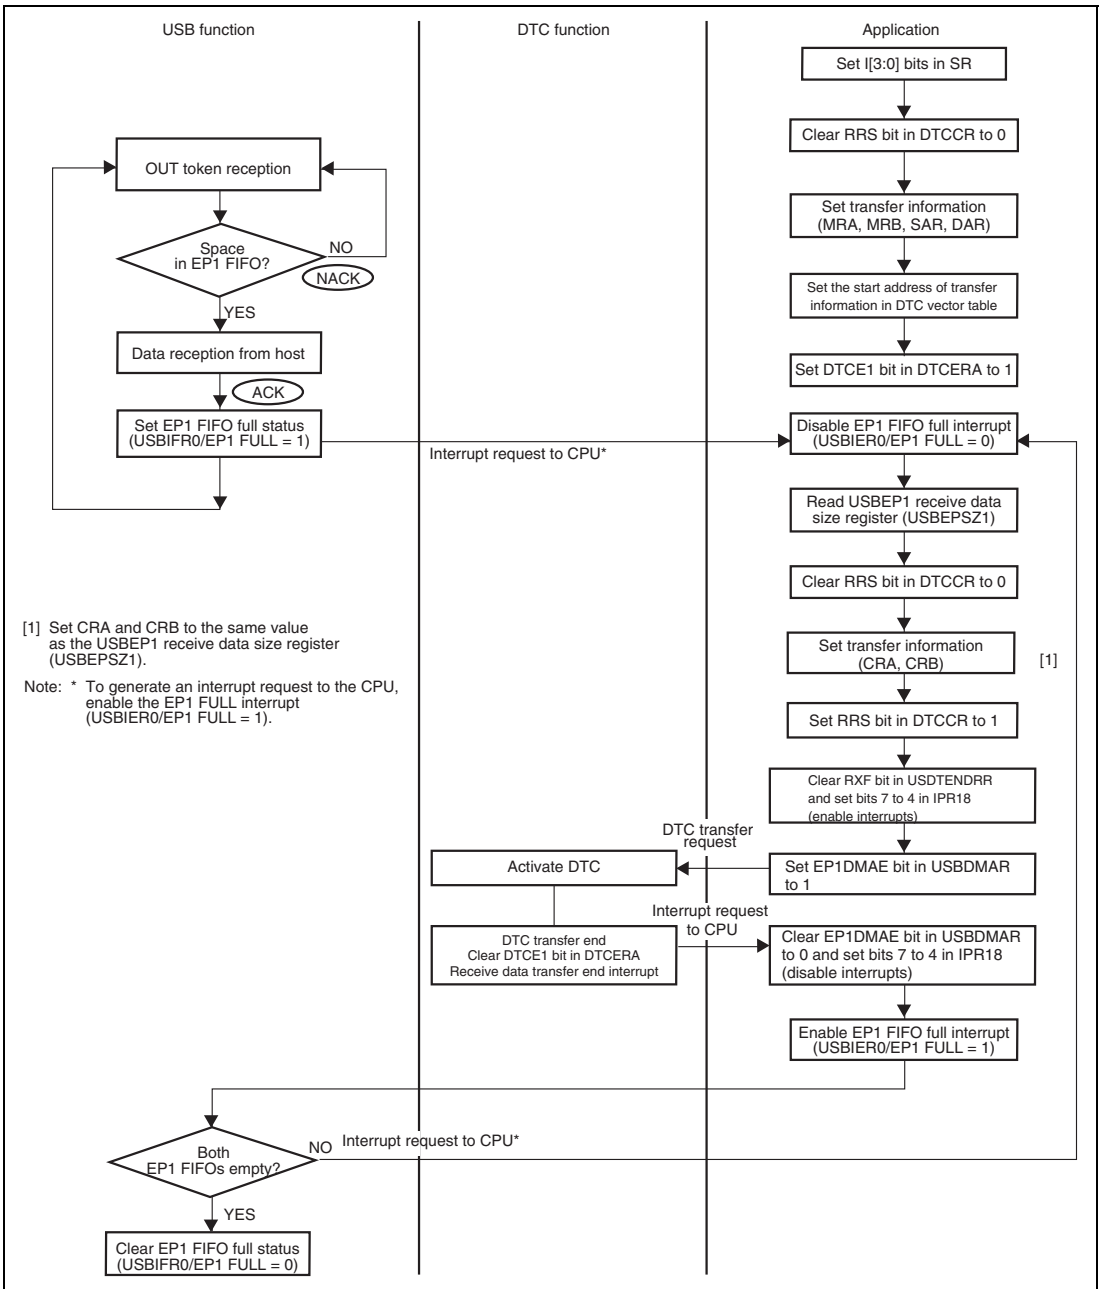 USB function
DTC function
Application
Set I[3:0] bits in SR
Clear RRS bit in DTCCR to 0
OUT token reception
Set transfer information
(MRA, MRB, SAR, DAR)
Space
in EP1 FIFO?
NO
NACK
Set the start address of transfer
information in DTC vector table
YES
Data reception from host
Set DTCE1 bit in DTCERA to 1
ACK
Set EP1 FIFO full status
(USBIFR0/EP1 FULL = 1)
Interrupt request to CPU*
Disable EP1 FIFO full interrupt
(USBIER0/EP1 FULL = 0)
Read USBEP1 receive data
size register (USBEPSZ1)
Clear RRS bit in DTCCR to 0
[1] Set CRA and CRB to the same value
as the USBEP1 receive data size register
(USBEPSZ1).
Note: * To generate an interrupt request to the CPU,
enable the EP1 FULL interrupt
(USBIER0/EP1 FULL = 1).
Set transfer information
(CRA, CRB)
[1]
Set RRS bit in DTCCR to 1
Clear RXF bit in USDTENDRR
and set bits 7 to 4 in IPR18
(enable interrupts)
DTC transfer
request
Activate DTC
Set EP1DMAE bit in USBDMAR
to 1
Interrupt request
to CPU
DTC transfer end
Clear DTCE1 bit in DTCERA
Receive data transfer end interrupt
Clear EP1DMAE bit in USBDMAR
to 0 and set bits 7 to 4 in IPR18
(disable interrupts)
Enable EP1 FIFO full interrupt
(USBIER0/EP1 FULL = 1)
Both
EP1 FIFOs empty?
NO
Interrupt request to CPU*
YES
Clear EP1 FIFO full status
(USBIFR0/EP1 FULL = 0)